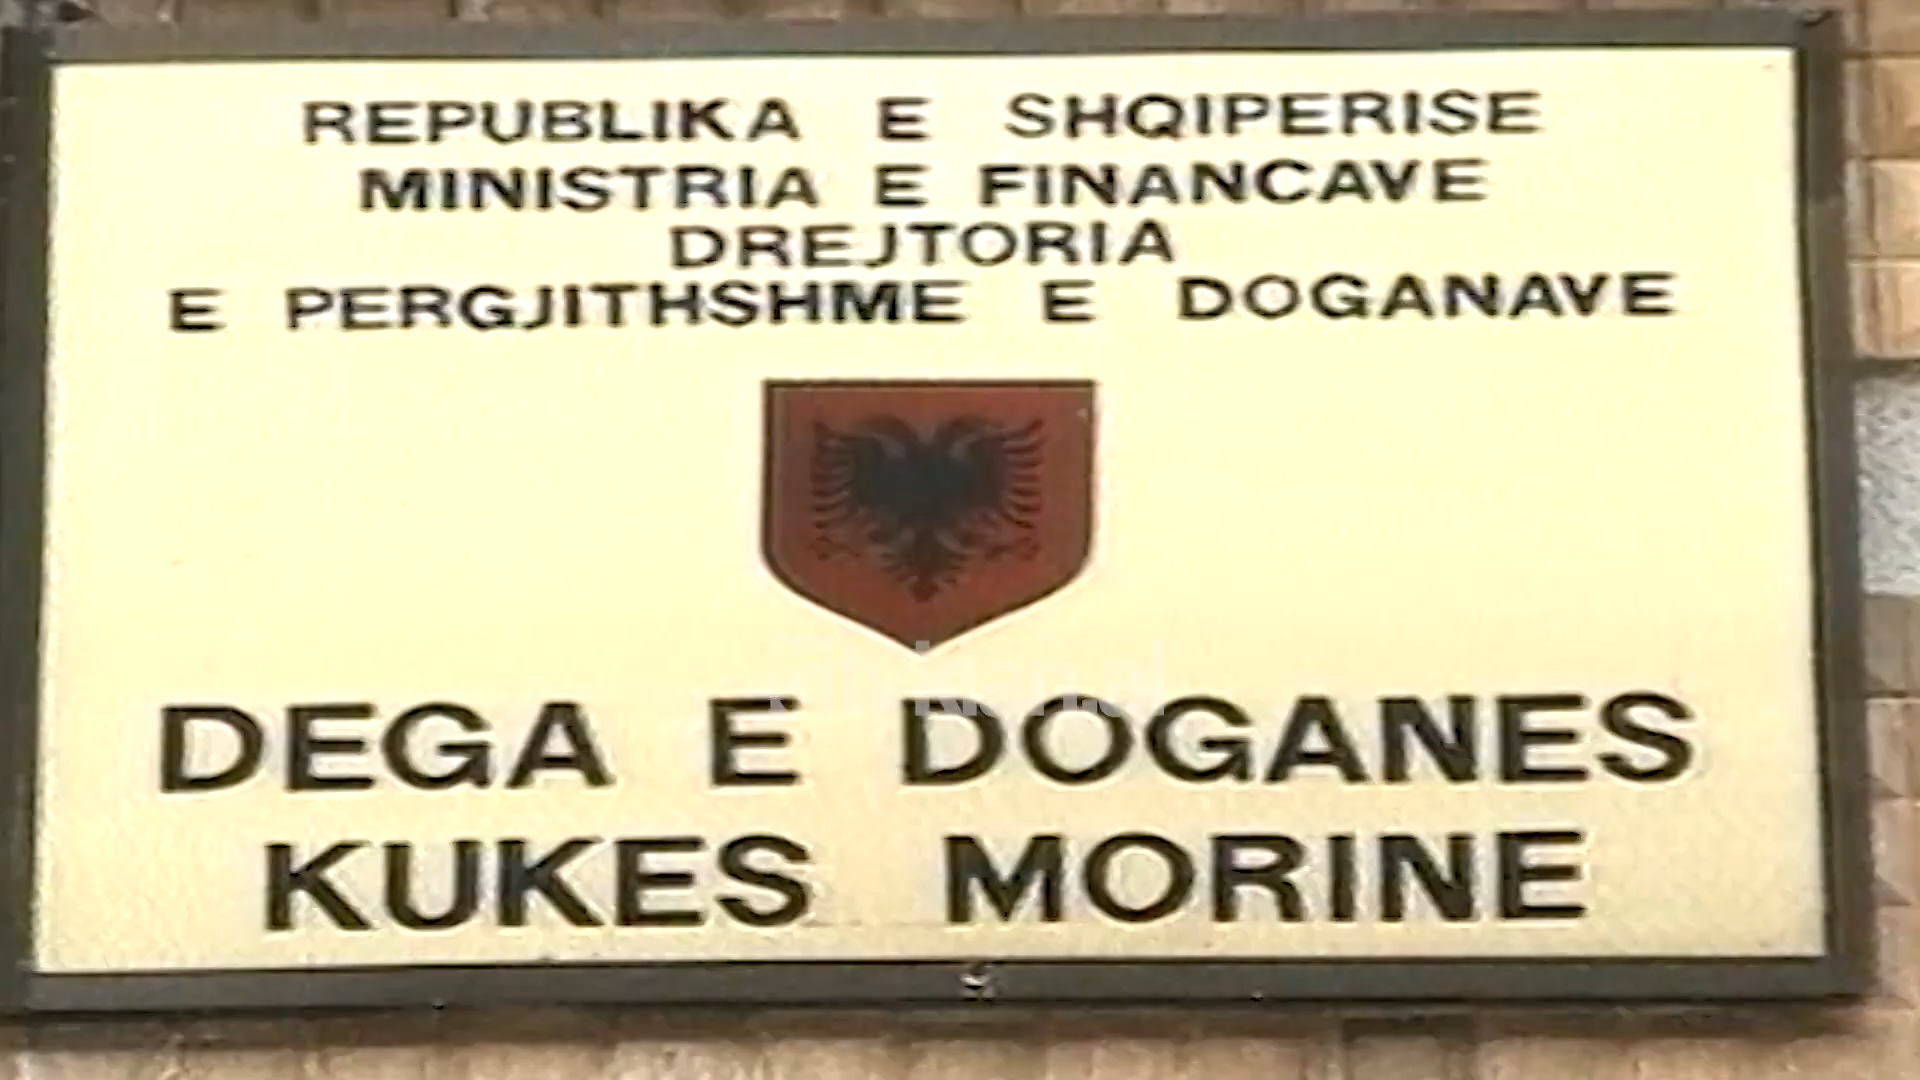 REPUBLIKA E SHQIPERISE
MINISTRIA E FINANCAVE
DREJTORIA
E PERGJITHSHME E DOGANAVE
DEGA E DOGANES
KUKES MORINE